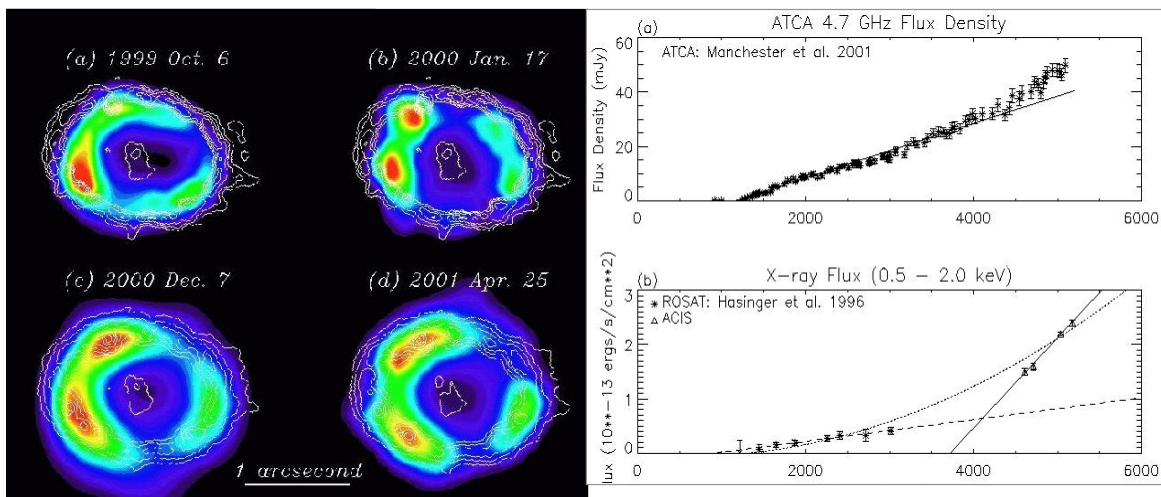 (a) 1999 Oct. 6
(b) 2000 Jan. 17
(c) 2000 Dec. 7
(d) 2001 Apr. 25
1 arcsecond
ATCA 4.7 GHz Flux Density
(a)
ATCA: Manchester et al. 2001
Flux Density (mJy)
60
40
20
0
0 2000 4000 6000
X-ray Flux (0.5 - 2.0 keV)
(b)
ROSAT: Hasinger et al. 1996
ACIS
lux (10**-13 ergs/s/cm**2)
3
2
1
0
0 2000 4000 6000